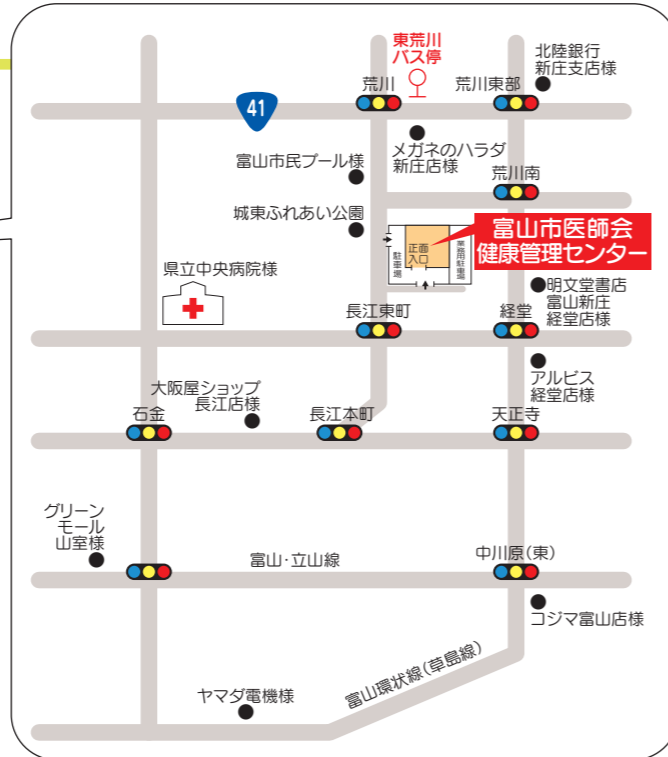 東荒川
バス停
北陸銀行
新庄支店様
41
荒川
荒川東部
メガネのハラダ
新庄店様
富山市民プール様
荒川南
城東ふれあい公園
富山市医師会
健康管理センター
正面
入口
駐車場
業務用駐車場
県立中央病院様
明文堂書店
富山新庄
経堂店様
長江東町
経堂
アルビス
経堂店様
大阪屋ショップ
長江店様
石金
長江本町
天正寺
グリーン
モール
山室様
富山・立山線
中川原(東)
コジマ富山店様
富山環状線(草島線)
ヤマダ電機様